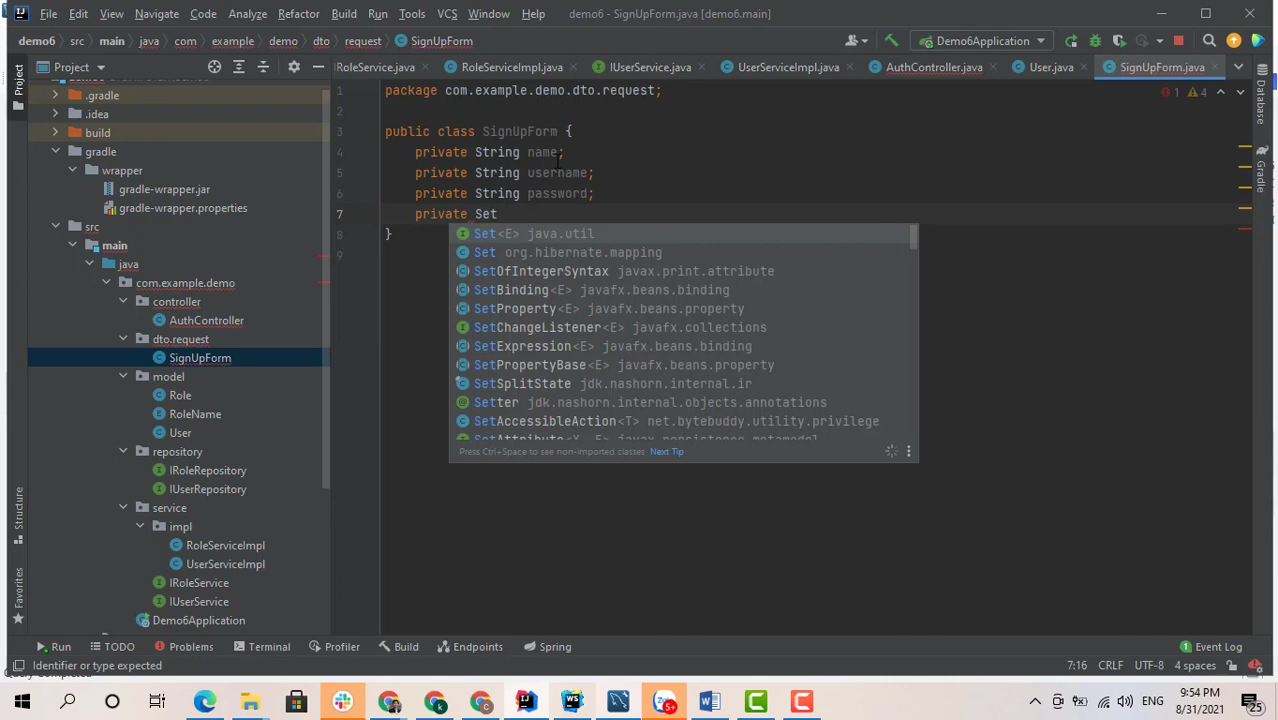 File Edit View Navigate Code Analyze Refactor Build Run Tools VCS Window Help demo6 - SignUpForm.java [demo6.main]
demo6 src main java com example demo dto request SignUpForm Demo6Application
Project RoleService.java RoleServiceImpl.java IUserService.java UserServiceImpl.java AuthController.java User.java SignUpForm.java
Project
Structure
Favorites
Database
Gradle
.gradle
.idea
build
gradle
wrapper
gradle-wrapper.jar
gradle-wrapper.properties
src
main
java
com.example.demo
controller
AuthController
dto.request
SignUpForm
model
Role
RoleName
User
repository
IRoleRepository
IUserRepository
service
impl
RoleServiceImpl
UserServiceImpl
IRoleService
IUserService
Demo6Application
1 package com.example.demo.dto.request;
1 4
2
3 public class SignUpForm {
4 private String name;
5 private String username;
6 private String password;
7 private Set
8 }
9
Set<E> java.util
Set org.hibernate.mapping
SetOfIntegerSyntax javax.print.attribute
SetBinding<E> javafx.beans.binding
SetProperty<E> javafx.beans.property
SetChangeListener<E> javafx.collections
SetExpression<E> javafx.beans.binding
SetPropertyBase<E> javafx.beans.property
SetSplitState jdk.nashorn.internal.ir
Setter jdk.nashorn.internal.objects.annotations
SetAccessibleAction<T> net.bytebuddy.utility.privilege
SetAttribute<X, E> javax.persistence.metamodel
Press Ctrl+Space to see non-imported classes Next Tip
Run TODO Problems Terminal Profiler Build Endpoints Spring 1 Event Log
Identifier or type expected 7:16 CRLF UTF-8 4 spaces
5+ ENG 9:54 PM
8/31/2021 25